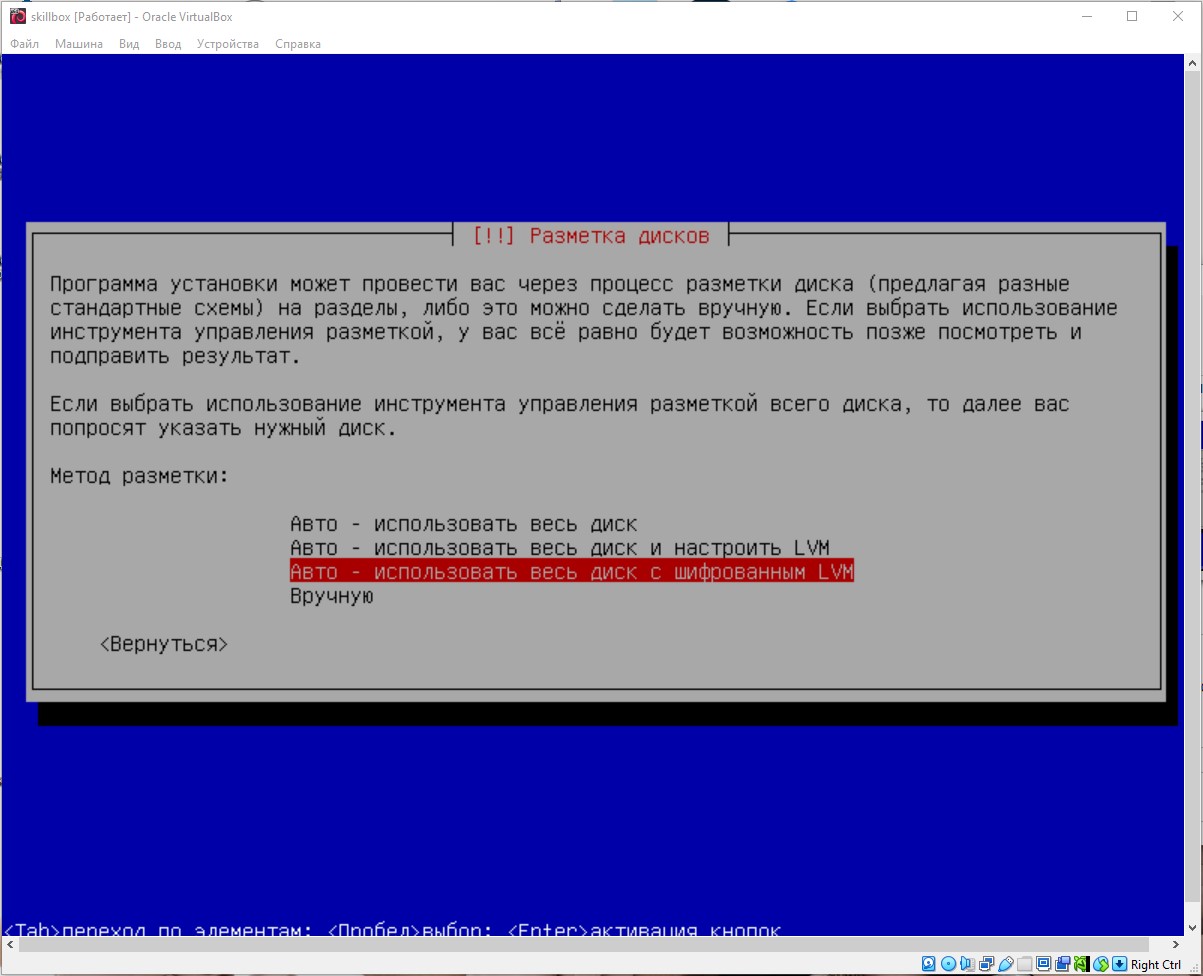 skillbox [Работает] - Oracle VirtualBox
Файл Машина Вид Ввод Устройства Справка
[!!] Разметка дисков
Программа установки может провести вас через процесс разметки диска (предлагая разные
стандартные схемы) на разделы, либо это можно сделать вручную. Если выбрать использование
инструмента управления разметкой, у вас всё равно будет возможность позже посмотреть и
подправить результат.
Если выбрать использование инструмента управления разметкой всего диска, то далее вас
попросят указать нужный диск.
Метод разметки:
Авто - использовать весь диск
Авто - использовать весь диск и настроить LVM
Авто - использовать весь диск с шифрованным LVM
Вручную
<Вернуться>
<Tab>переход по элементам; <Пробел>выбор; <Enter>активация кнопок
Right Ctrl